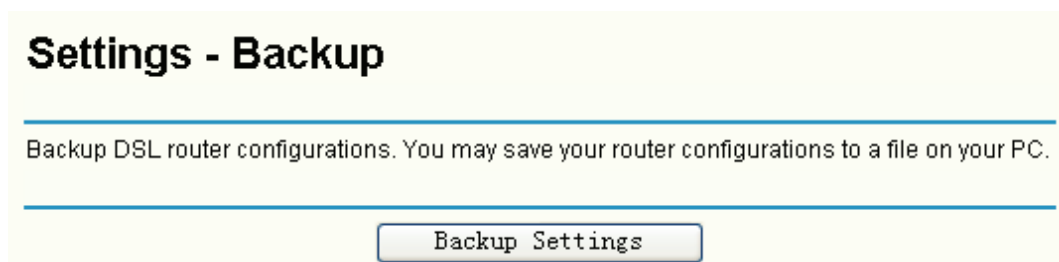 Settings - Backup
Backup DSL router configurations. You may save your router configurations to a file on your PC.
Backup Settings